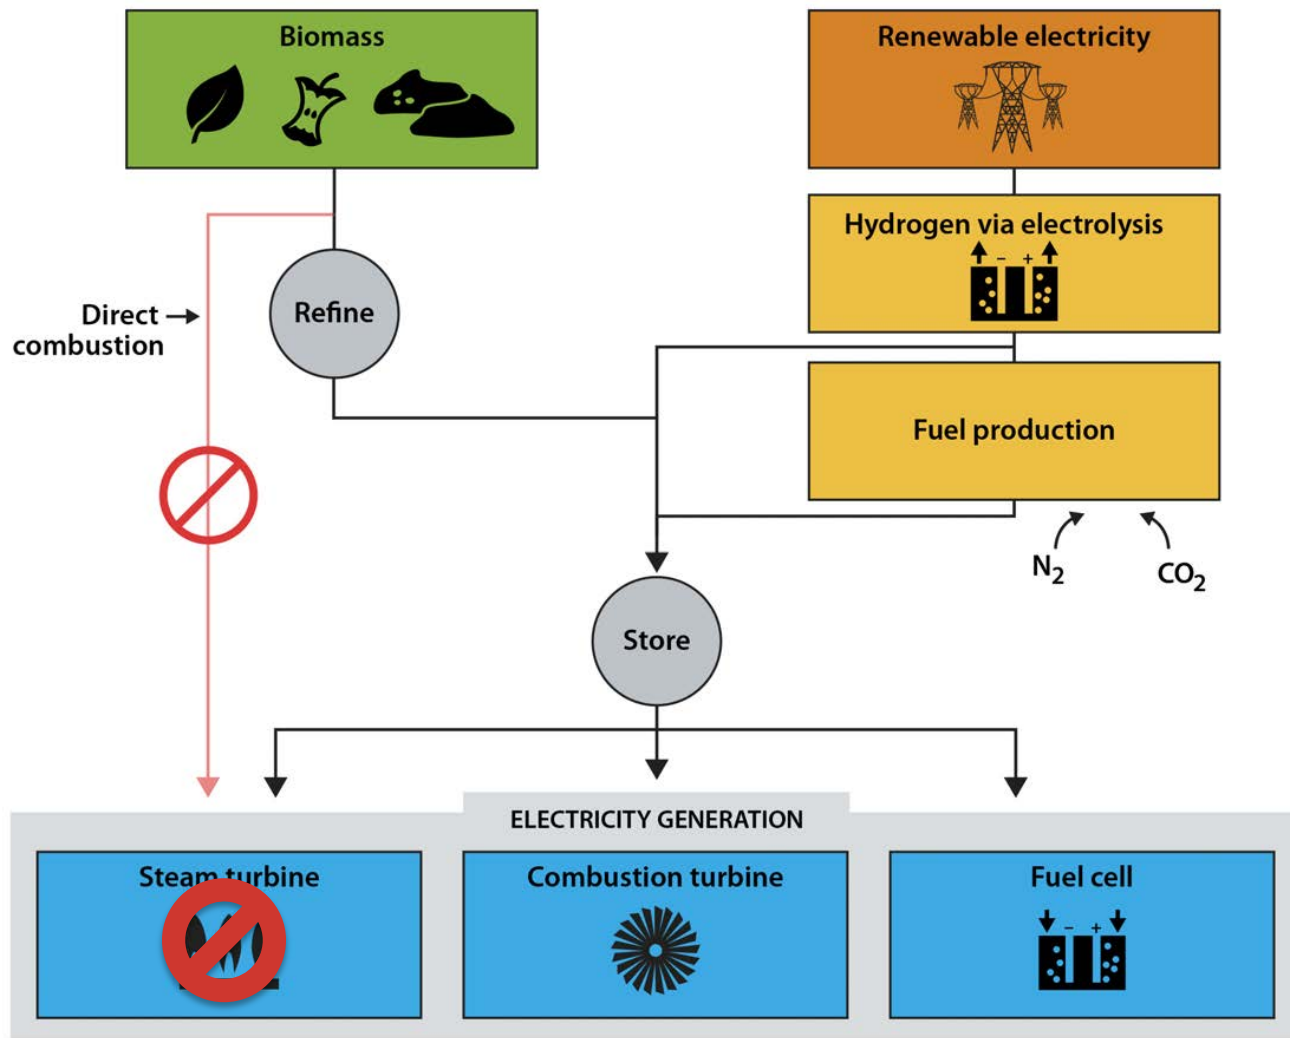 Biomass
Renewable electricity
Hydrogen via electrolysis
− +
Direct
combustion
Refine
Fuel production
N₂
CO₂
Store
ELECTRICITY GENERATION
Steam turbine
Combustion turbine
Fuel cell
− +